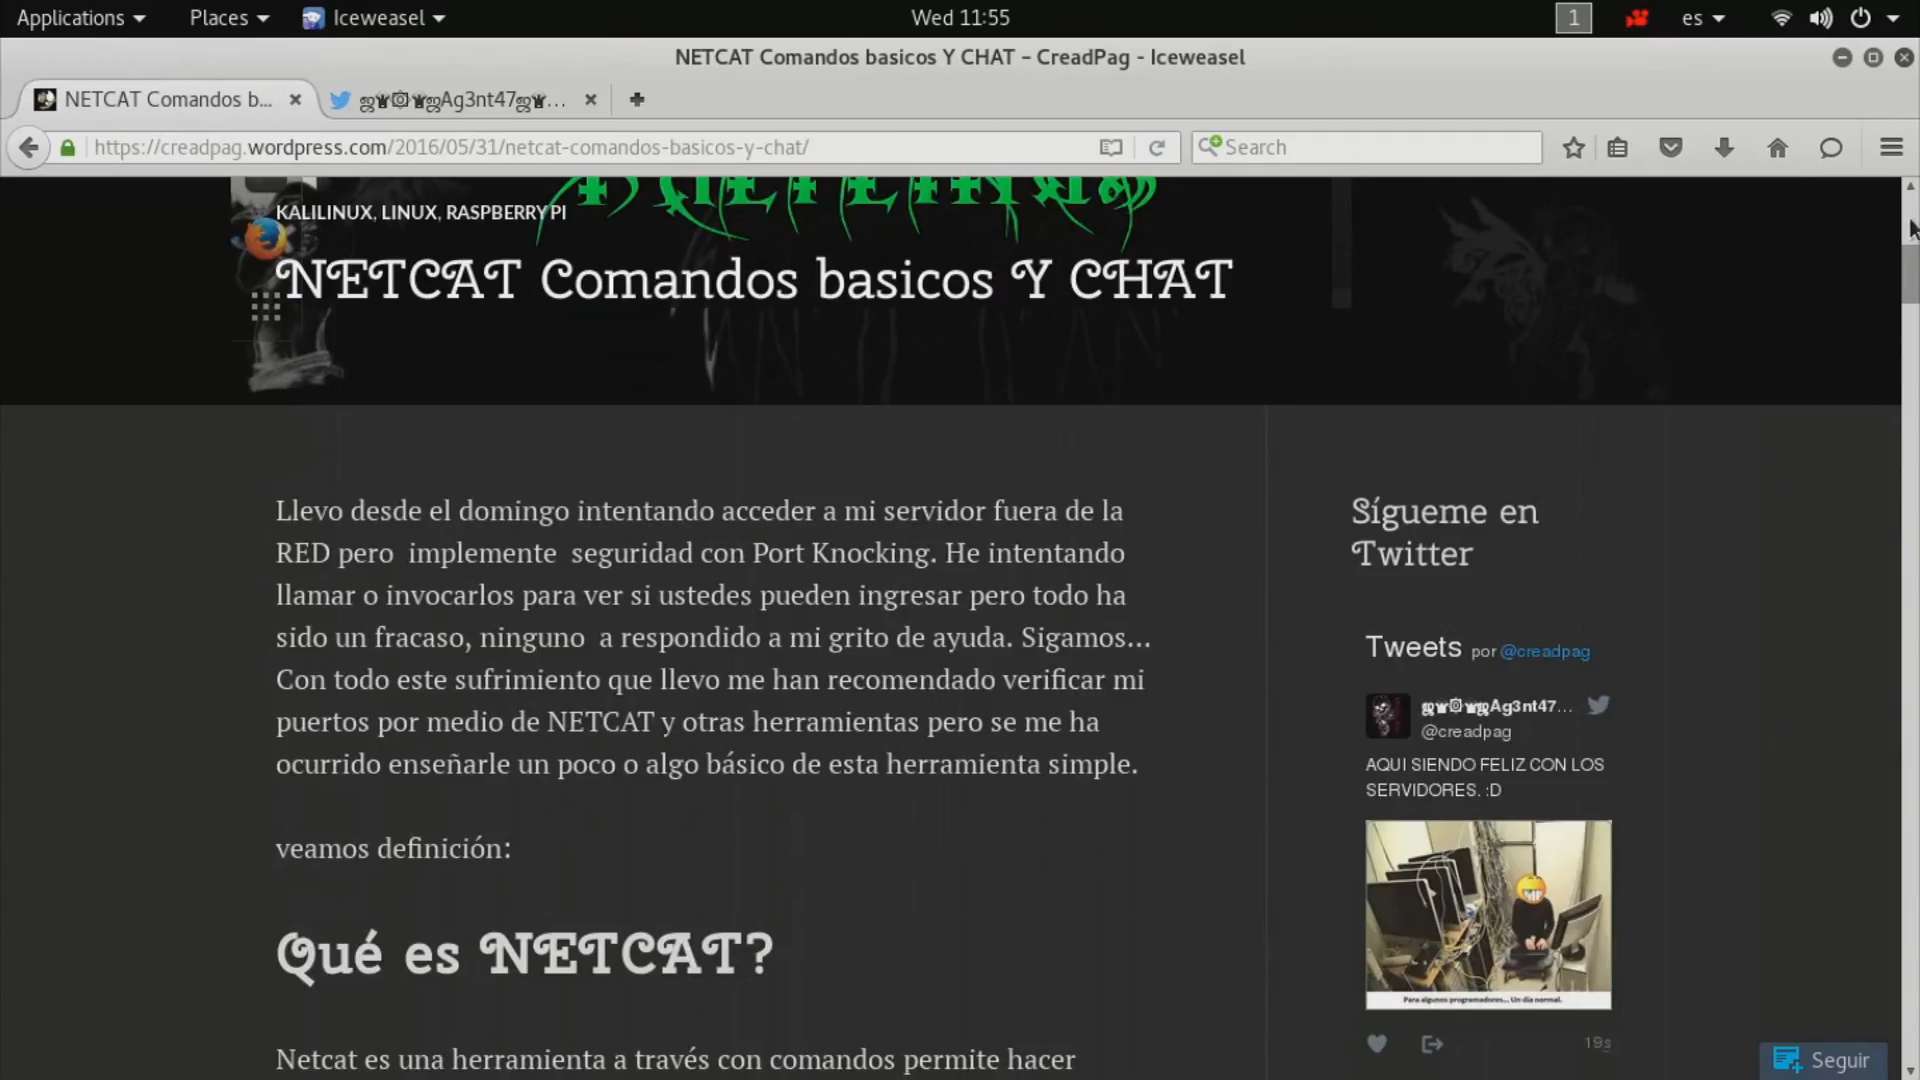 Applications Places Iceweasel Wed 11:55 1 es
NETCAT Comandos basicos Y CHAT – CreadPag - Iceweasel
NETCAT Comandos b... Ag3nt47 ...
https://creadpag.wordpress.com/2016/05/31/netcat-comandos-basicos-y-chat/ Search
KALILINUX, LINUX, RASPBERRY PI
NETCAT Comandos basicos Y CHAT
Llevo desde el domingo intentando acceder a mi servidor fuera de la
RED pero implemente seguridad con Port Knocking. He intentando
llamar o invocarlos para ver si ustedes pueden ingresar pero todo ha
sido un fracaso, ninguno a respondido a mi grito de ayuda. Sigamos...
Con todo este sufrimiento que llevo me han recomendado verificar mi
puertos por medio de NETCAT y otras herramientas pero se me ha
ocurrido enseñarle un poco o algo básico de esta herramienta simple.
veamos definición:
Qué es NETCAT?
Netcat es una herramienta a través con comandos permite hacer
Sígueme en
Twitter
Tweets por @creadpag
Ag3nt47...
@creadpag
AQUI SIENDO FELIZ CON LOS
SERVIDORES. :D
Para algunos programadores... Un día normal.
19s
Seguir